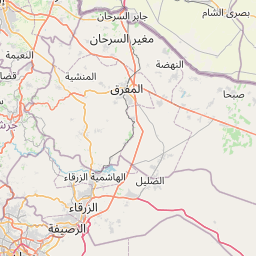 جابر السرحان
بصرى الشام
مغير السرحان
النعيمة
النهضة
المنشية
المفرق
صبحا
الهاشمية الزرقاء
الضليل
الزرقاء
الرصيفة